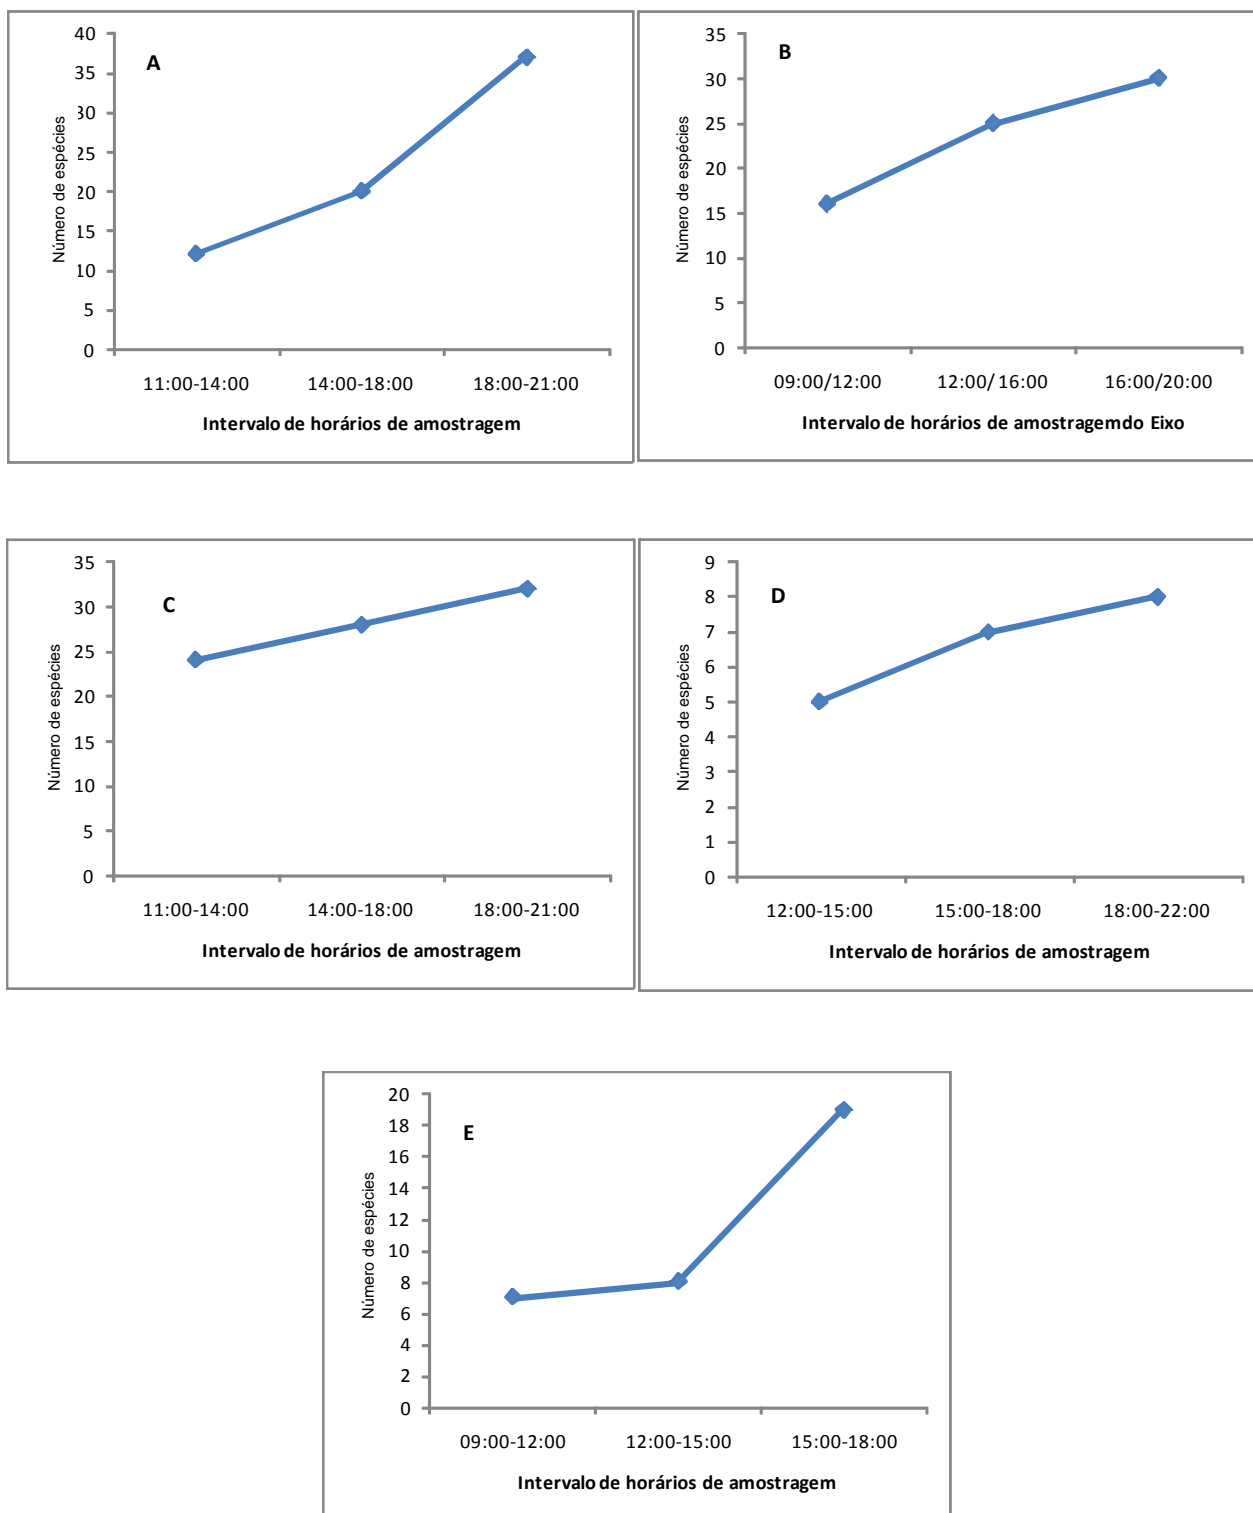 A
Número de espécies
40
35
30
25
20
15
10
5
0
11:00-14:00 14:00-18:00 18:00-21:00
Intervalo de horários de amostragem
B
Número de espécies
35
30
25
20
15
10
5
0
09:00/12:00 12:00/16:00 16:00/20:00
Intervalo de horários de amostragemdo Eixo
C
Número de espécies
35
30
25
20
15
10
5
0
11:00-14:00 14:00-18:00 18:00-21:00
Intervalo de horários de amostragem
D
Número de espécies
9
8
7
6
5
4
3
2
1
0
12:00-15:00 15:00-18:00 18:00-22:00
Intervalo de horários de amostragem
E
Número de espécies
20
18
16
14
12
10
8
6
4
2
0
09:00-12:00 12:00-15:00 15:00-18:00
Intervalo de horários de amostragem